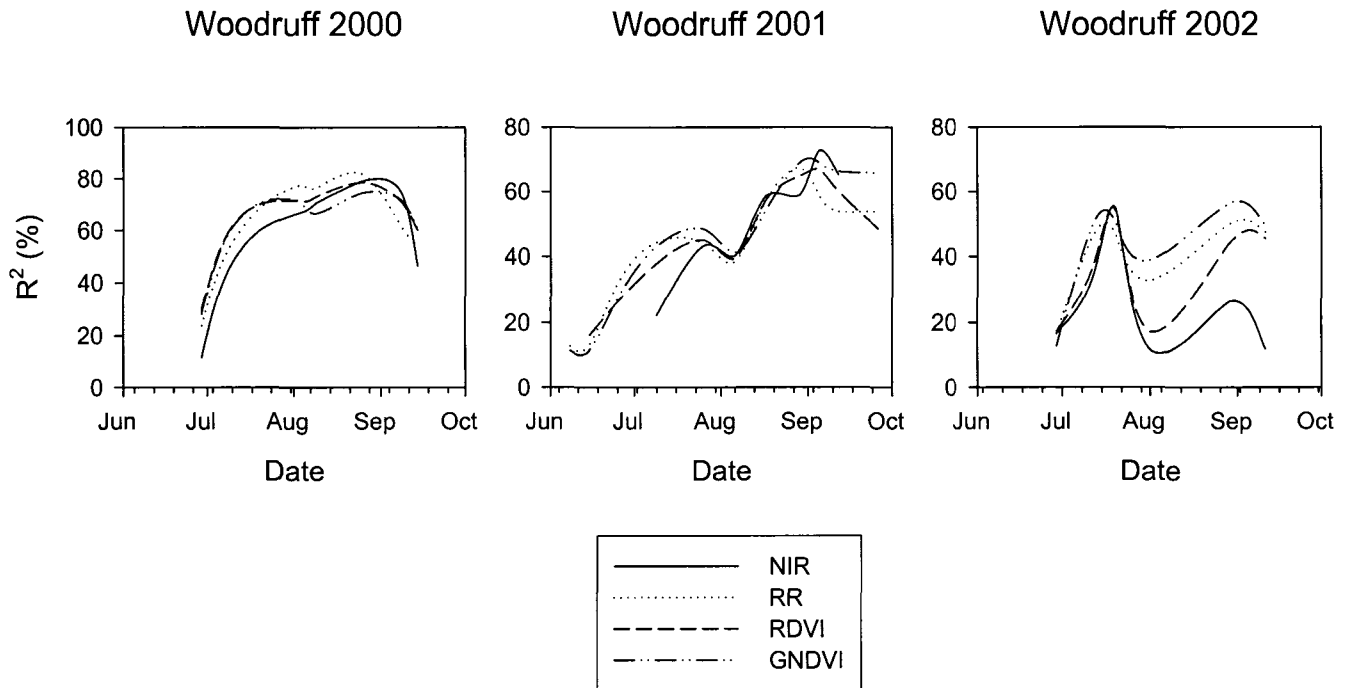 Woodruff 2000
Woodruff 2001
Woodruff 2002
R² (%)
100
80
60
40
20
0
Jun Jul Aug Sep Oct
Date
80
60
40
20
0
Jun Jul Aug Sep Oct
Date
80
60
40
20
0
Jun Jul Aug Sep Oct
Date
NIR
RR
RDVI
GNDVI